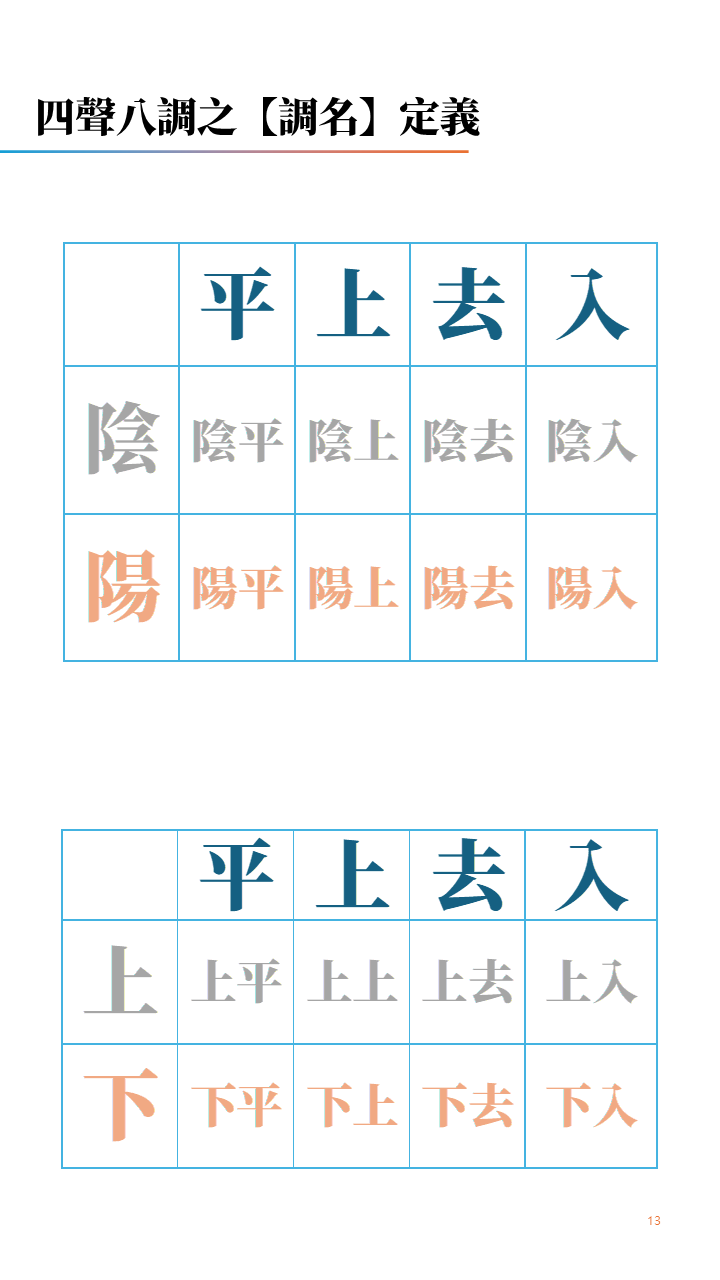 四聲八調之【調名】定義
平 上 去 入
陰 陰平 陰上 陰去 陰入
陽 陽平 陽上 陽去 陽入
平 上 去 入
上 上平 上上 上去 上入
下 下平 下上 下去 下入
13